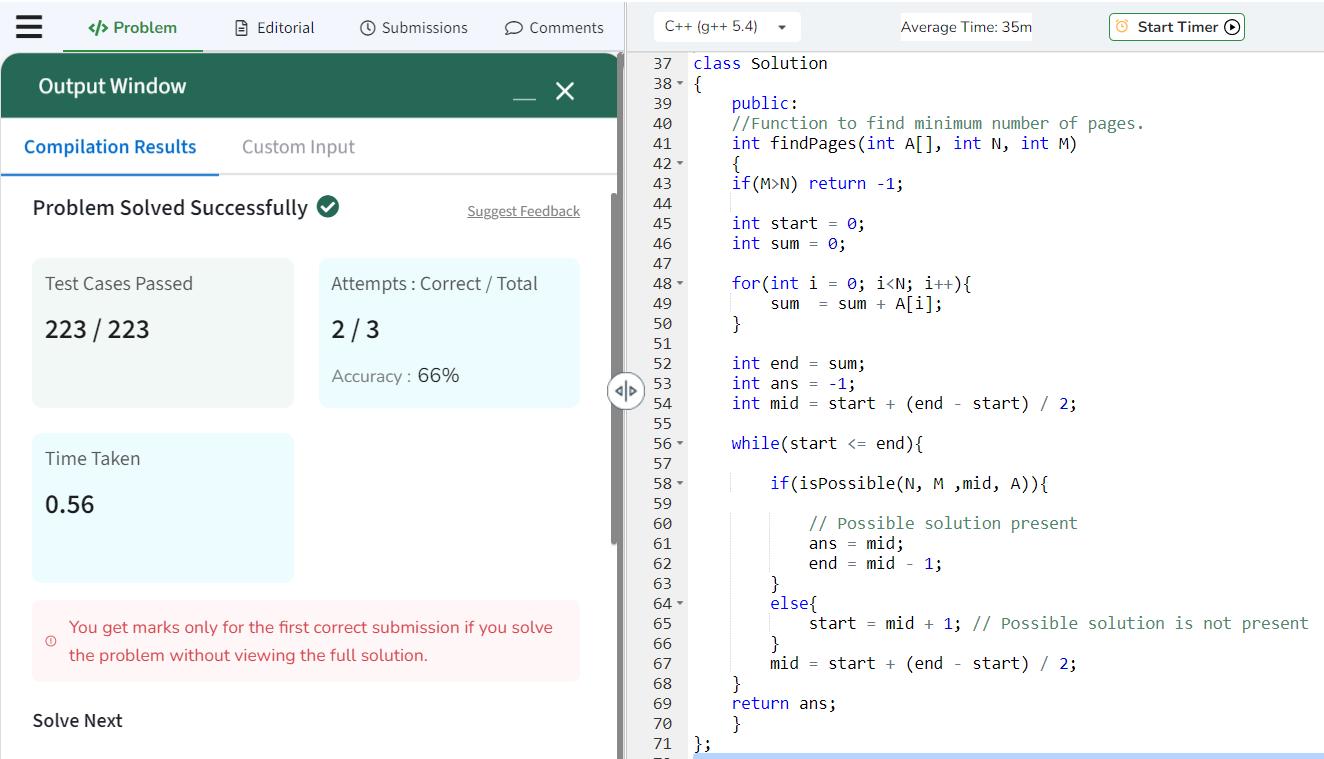 </> Problem
Editorial
Submissions
Comments
Output Window
Compilation Results
Custom Input
Problem Solved Successfully
Suggest Feedback
Test Cases Passed
223 / 223
Attempts : Correct / Total
2 / 3
Accuracy : 66%
Time Taken
0.56
You get marks only for the first correct submission if you solve
the problem without viewing the full solution.
Solve Next
C++ (g++ 5.4)
Average Time: 35m
Start Timer
37 class Solution
38 {
39     public:
40     //Function to find minimum number of pages.
41     int findPages(int A[], int N, int M)
42     {
43     if(M>N) return -1;
44
45     int start = 0;
46     int sum = 0;
47
48     for(int i = 0; i<N; i++){
49         sum  = sum + A[i];
50     }
51
52     int end = sum;
53     int ans = -1;
54     int mid = start + (end - start) / 2;
55
56     while(start <= end){
57
58         if(isPossible(N, M ,mid, A)){
59
60             // Possible solution present
61             ans = mid;
62             end = mid - 1;
63         }
64         else{
65             start = mid + 1; // Possible solution is not present
66         }
67         mid = start + (end - start) / 2;
68     }
69     return ans;
70     }
71 };